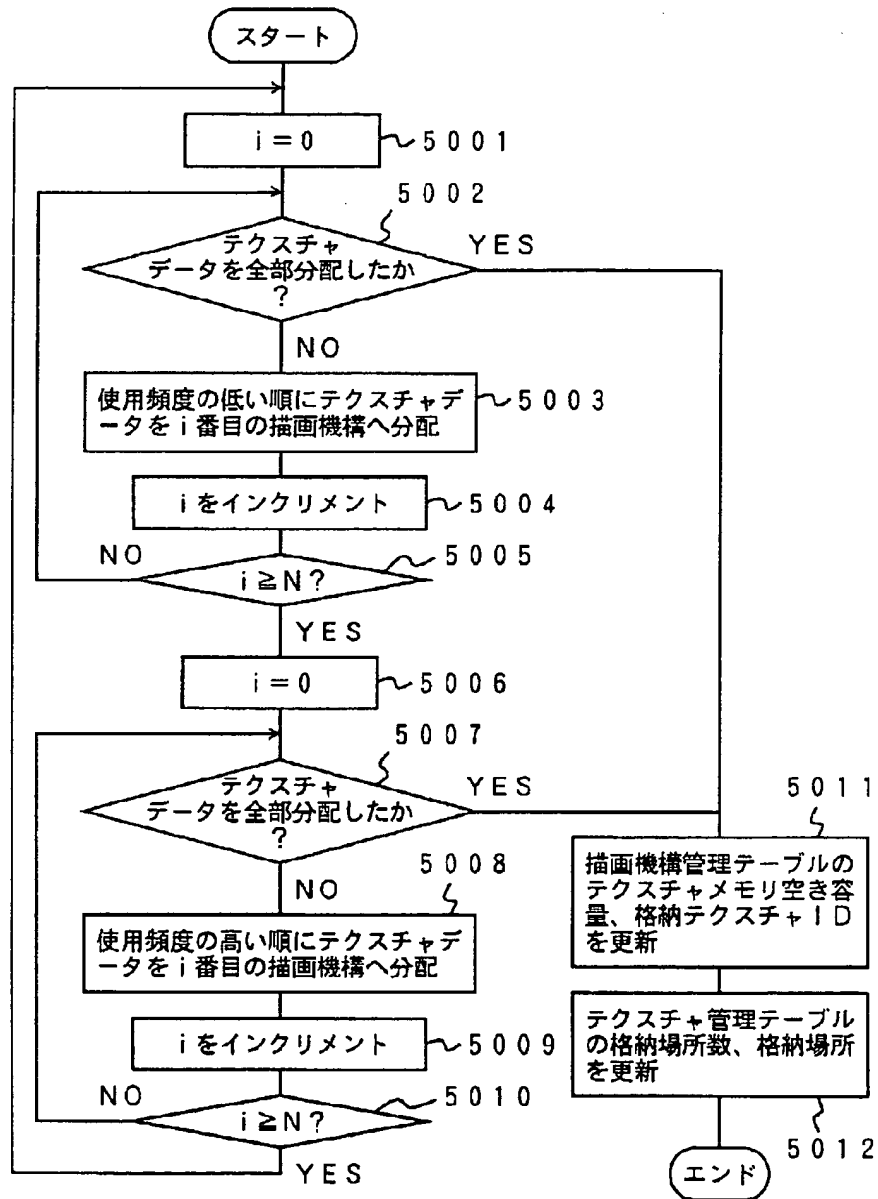 スタート
i=0
5001
5002
テクスチャ
データを全部分配したか
?
YES
NO
使用頻度の低い順にテクスチャデ
ータをi番目の描画機構へ分配
5003
iをインクリメント
5004
NO
5005
i≧N?
YES
i=0
5006
5007
テクスチャ
データを全部分配したか
?
YES
5011
5008
NO
描画機構管理テーブルの
テクスチャメモリ空き容
量、格納テクスチャID
を更新
使用頻度の高い順にテクスチャデ
ータをi番目の描画機構へ分配
iをインクリメント
5009
テクスチャ管理テーブル
の格納場所数、格納場所
を更新
NO
5010
i≧N?
5012
YES
エンド